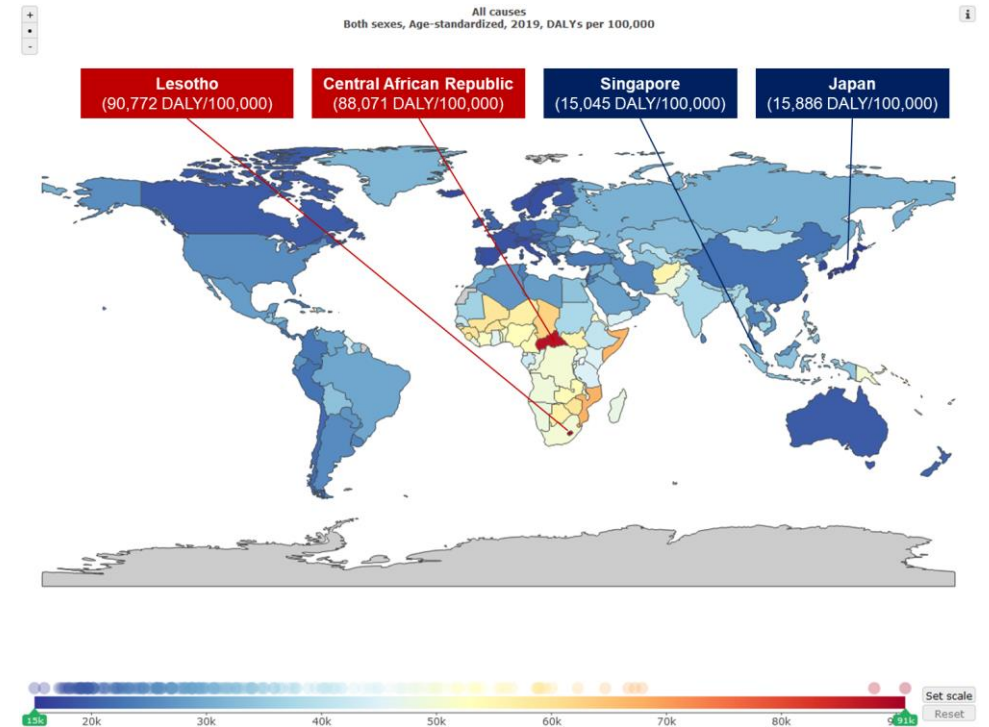 All causes
Both sexes, Age-standardized, 2019, DALYs per 100,000
+
•
-
i
Lesotho
(90,772 DALY/100,000)
Central African Republic
(88,071 DALY/100,000)
Singapore
(15,045 DALY/100,000)
Japan
(15,886 DALY/100,000)
Set scale
15k 20k 30k 40k 50k 60k 70k 80k 91k
Reset